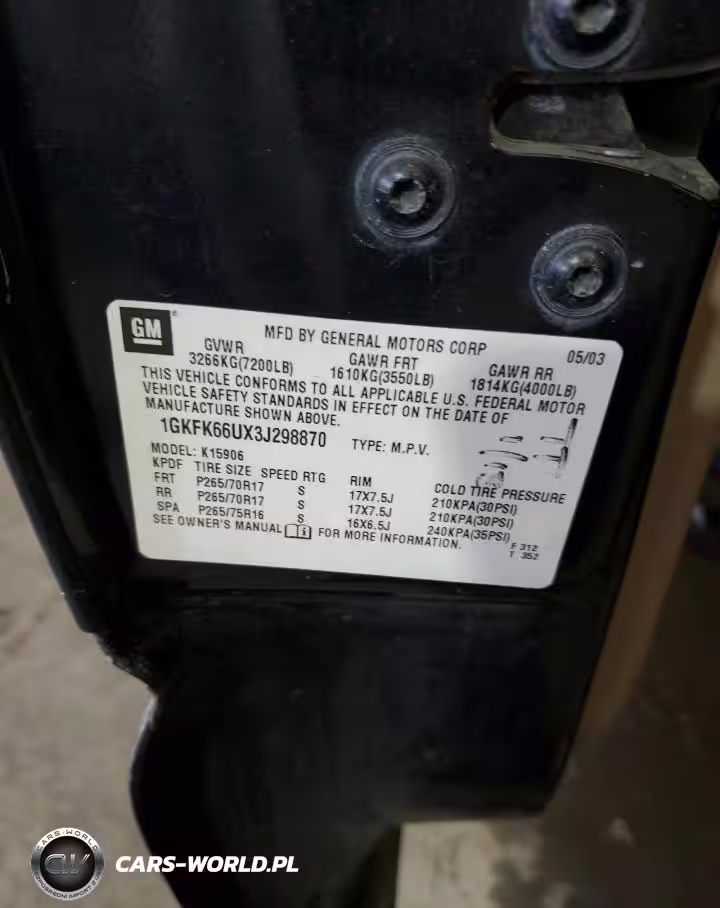 GM
MFD BY GENERAL MOTORS CORP 05/03
GVWR GAWR FRT GAWR RR
3266KG(7200LB) 1610KG(3550LB) 1814KG(4000LB)
THIS VEHICLE CONFORMS TO ALL APPLICABLE U.S. FEDERAL MOTOR
VEHICLE SAFETY STANDARDS IN EFFECT ON THE DATE OF
MANUFACTURE SHOWN ABOVE.
1GKFK66UX3J298870 TYPE: M.P.V.
MODEL: K15906
KPDF TIRE SIZE SPEED RTG RIM COLD TIRE PRESSURE
FRT P265/70R17 S 17X7.5J 210KPA(30PSI)
RR P265/70R17 S 17X7.5J 210KPA(30PSI)
SPA P265/75R16 S 16X6.5J 240KPA(35PSI)
SEE OWNER'S MANUAL FOR MORE INFORMATION.
F 312
T 352
CARS-WORLD
CW
CARS-WORLD.PL